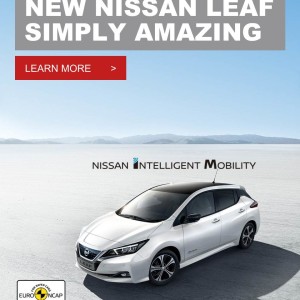 NEW NISSAN LEAF
SIMPLY AMAZING
LEARN MORE >
NISSAN INTELLIGENT MOBILITY
EURO NCAP